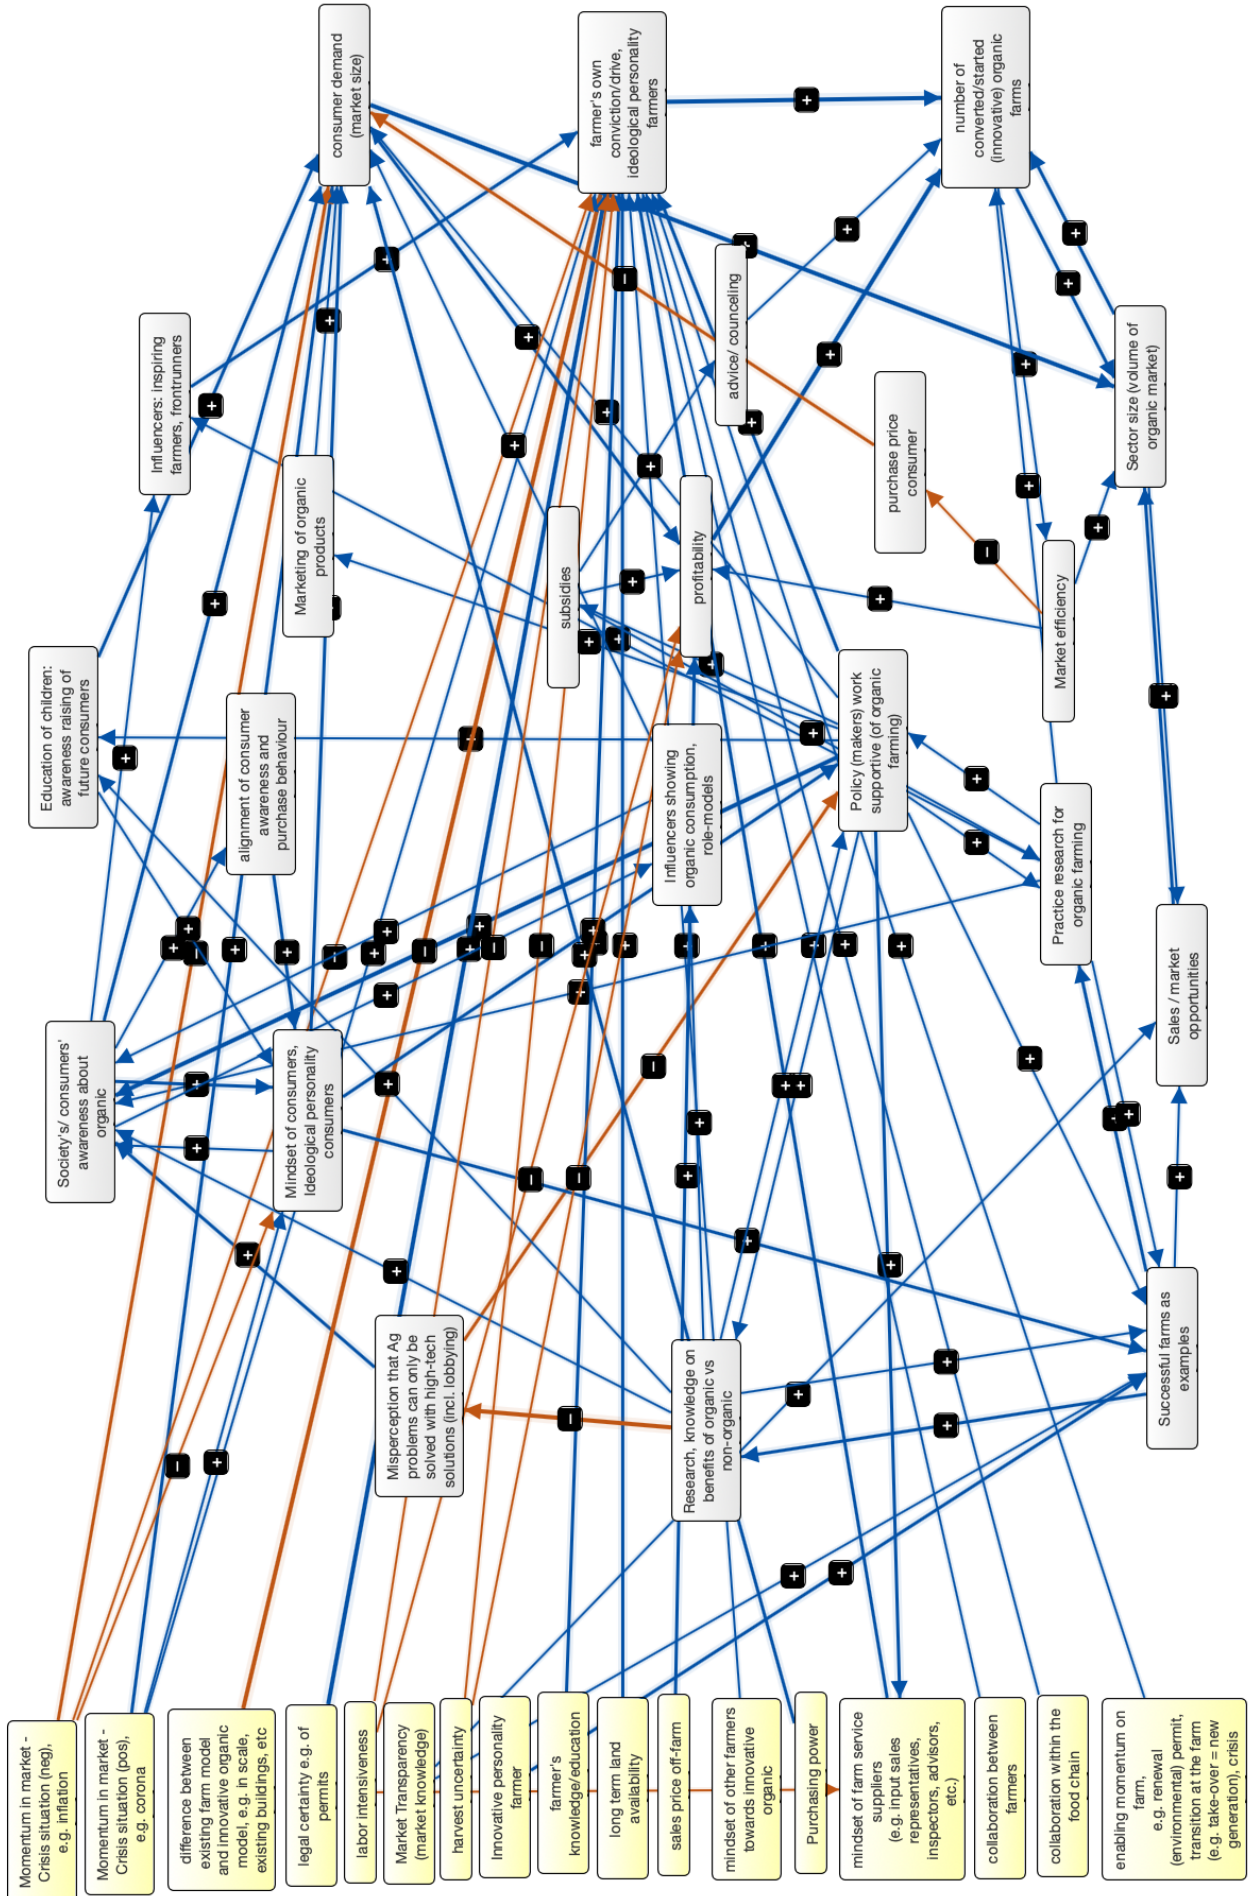 Momentum in market -
Crisis situation (neg),
e.g. inflation
Momentum in market -
Crisis situation (pos),
e.g. corona
difference between
existing farm model
and innovative organic
model, e.g. in scale,
existing buildings, etc
legal certainty e.g. of
permits
labor intensiveness
Market Transparency
(market knowledge)
harvest uncertainty
Innovative personality
farmer
farmer's
knowledge/education
long term land
availability
sales price off-farm
mindset of other farmers
towards innovative
organic
Purchasing power
mindset of farm service
suppliers
(e.g. input sales
representatives,
inspectors, advisors,
etc.)
collaboration between
farmers
collaboration within the
food chain
enabling momentum on
farm,
e.g. renewal
(environmental) permit,
transition at the farm
(e.g. take-over = new
generation), crisis
Misperception that Ag
problems can only be
solved with high-tech
solutions (incl. lobbying)
Research, knowledge on
benefits of organic vs
non-organic
Successful farms as
examples
Society's/ consumers'
awareness about
organic
Mindset of consumers,
Ideological personality
consumers
Sales / market
opportunities
Education of children:
awareness raising of
future consumers
alignment of consumer
awareness and
purchase behaviour
Influencers showing
organic consumption,
role-models
Policy (makers) work
supportive (of organic
farming)
Practice research for
organic farming
Marketing of organic
products
subsidies
profitability
Market efficiency
Influencers: inspiring
farmers, frontrunners
advice/ counceling
purchase price
consumer
Sector size (volume of
organic market)
consumer demand
(market size)
farmer's own
conviction/drive,
ideological personality
farmers
number of
converted/started
(innovative) organic
farms